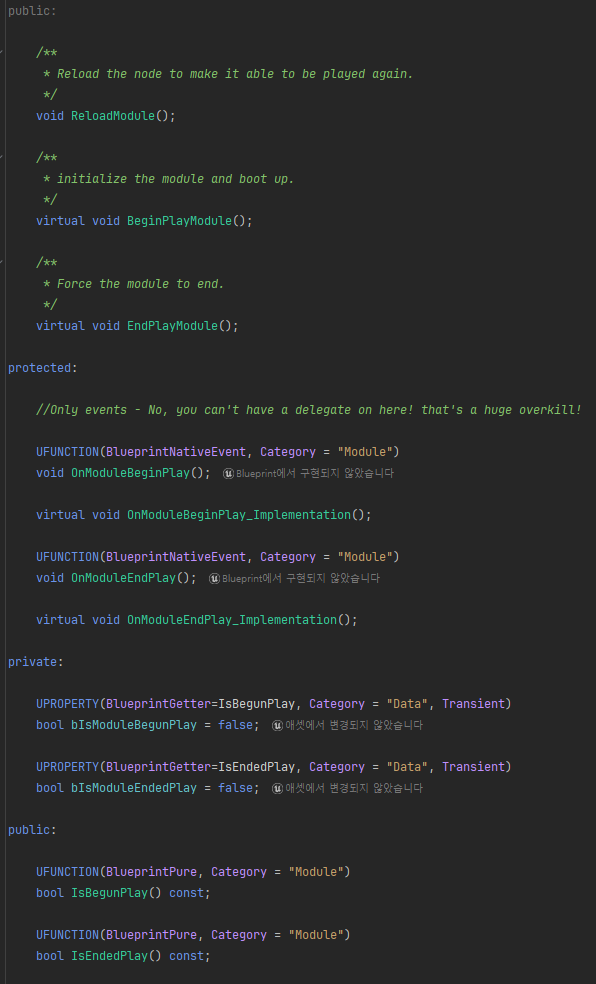 public:
/**
* Reload the node to make it able to be played again.
*/
void ReloadModule();
/**
* initialize the module and boot up.
*/
virtual void BeginPlayModule();
/**
* Force the module to end.
*/
virtual void EndPlayModule();
protected:
//Only events - No, you can't have a delegate on here! that's a huge overkill!
UFUNCTION(BlueprintNativeEvent, Category = "Module")
void OnModuleBeginPlay(); Blueprint에서 구현되지 않았습니다
virtual void OnModuleBeginPlay_Implementation();
UFUNCTION(BlueprintNativeEvent, Category = "Module")
void OnModuleEndPlay(); Blueprint에서 구현되지 않았습니다
virtual void OnModuleEndPlay_Implementation();
private:
UPROPERTY(BlueprintGetter=IsBegunPlay, Category = "Data", Transient)
bool bIsModuleBegunPlay = false; 애셋에서 변경되지 않았습니다
UPROPERTY(BlueprintGetter=IsEndedPlay, Category = "Data", Transient)
bool bIsModuleEndedPlay = false; 애셋에서 변경되지 않았습니다
public:
UFUNCTION(BlueprintPure, Category = "Module")
bool IsBegunPlay() const;
UFUNCTION(BlueprintPure, Category = "Module")
bool IsEndedPlay() const;